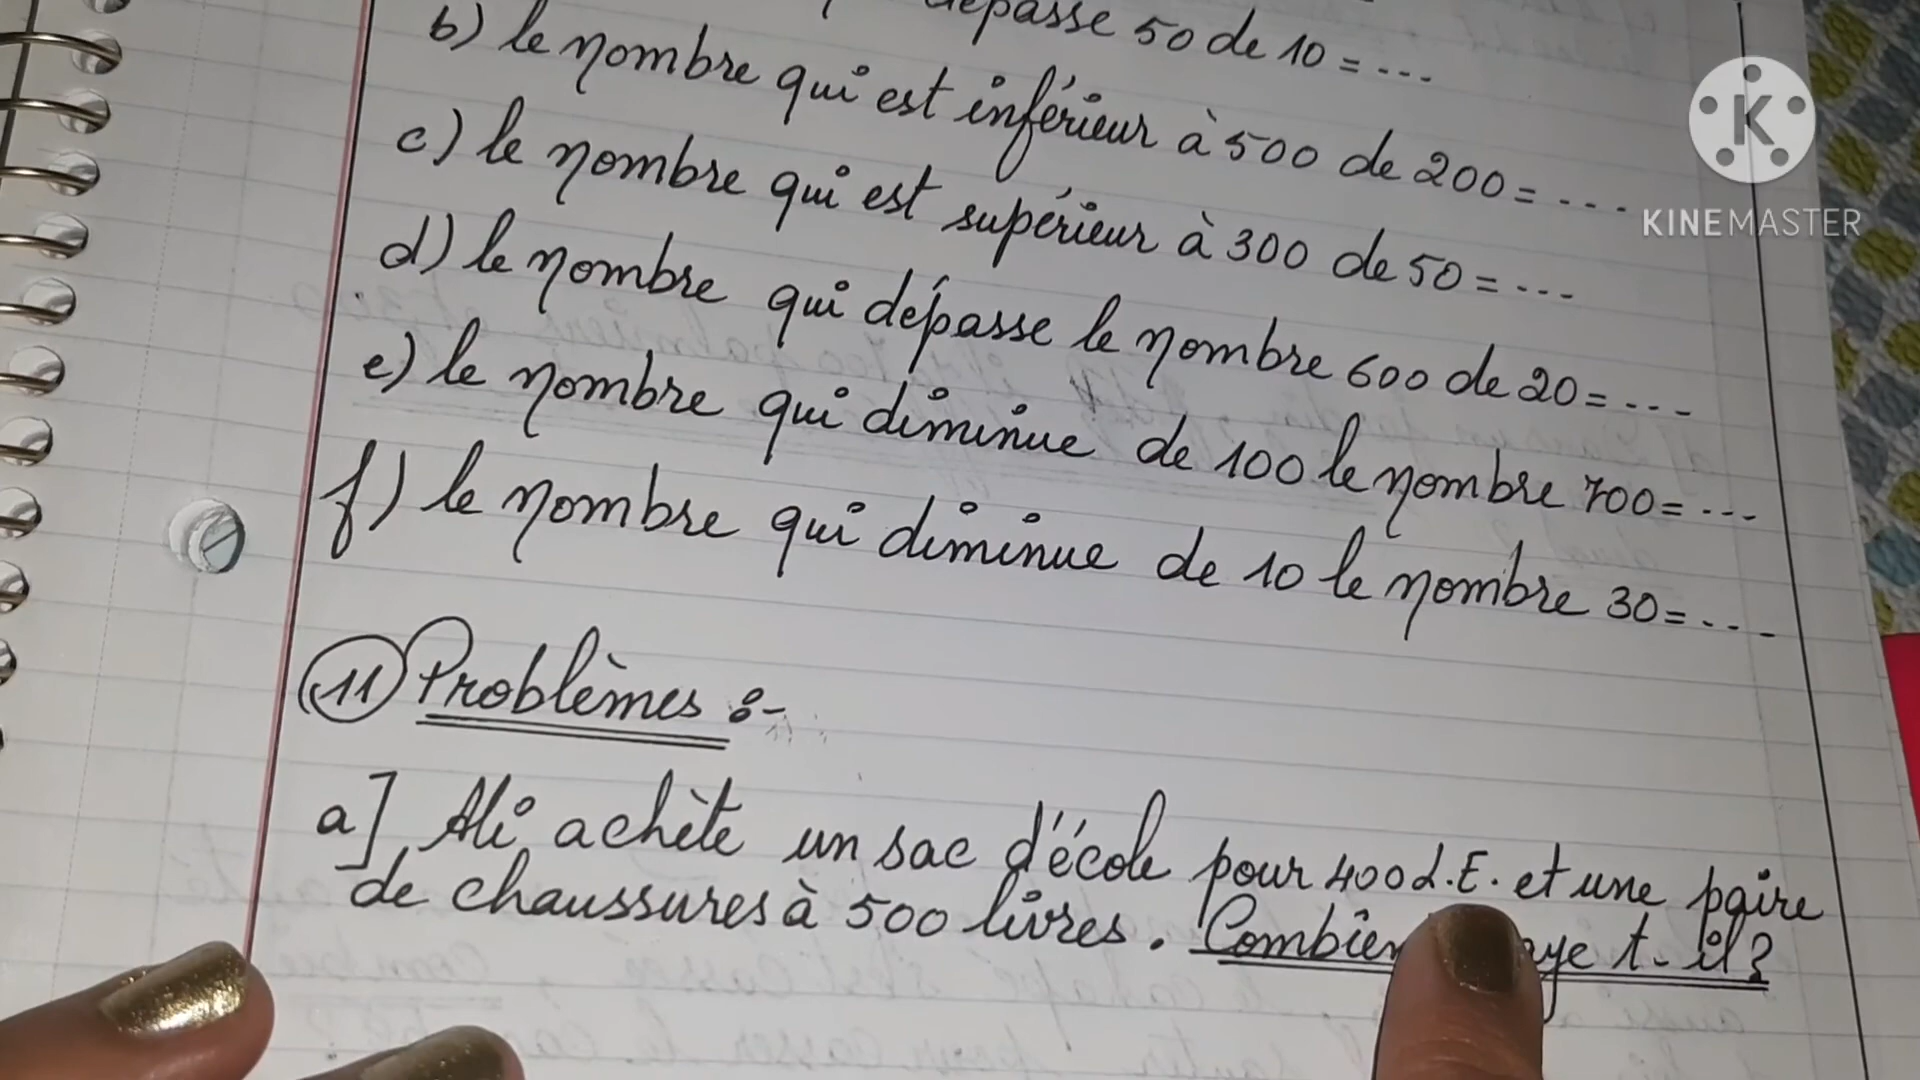 dépasse 50 de 10 = ...
b) le nombre qui est inférieur à 500 de 200 = ...
c) le nombre qui est supérieur à 300 de 50 = ...
d) le nombre qui dépasse le nombre 600 de 20 = ...
e) le nombre qui diminue de 100 le nombre 700 = ...
f) le nombre qui diminue de 10 le nombre 30 = ...
11 Problèmes :-
a] Ali achète un sac d'école pour 400 L.E. et une paire
de chaussures à 500 livres. Combien aye t-il?
K
KINEMASTER